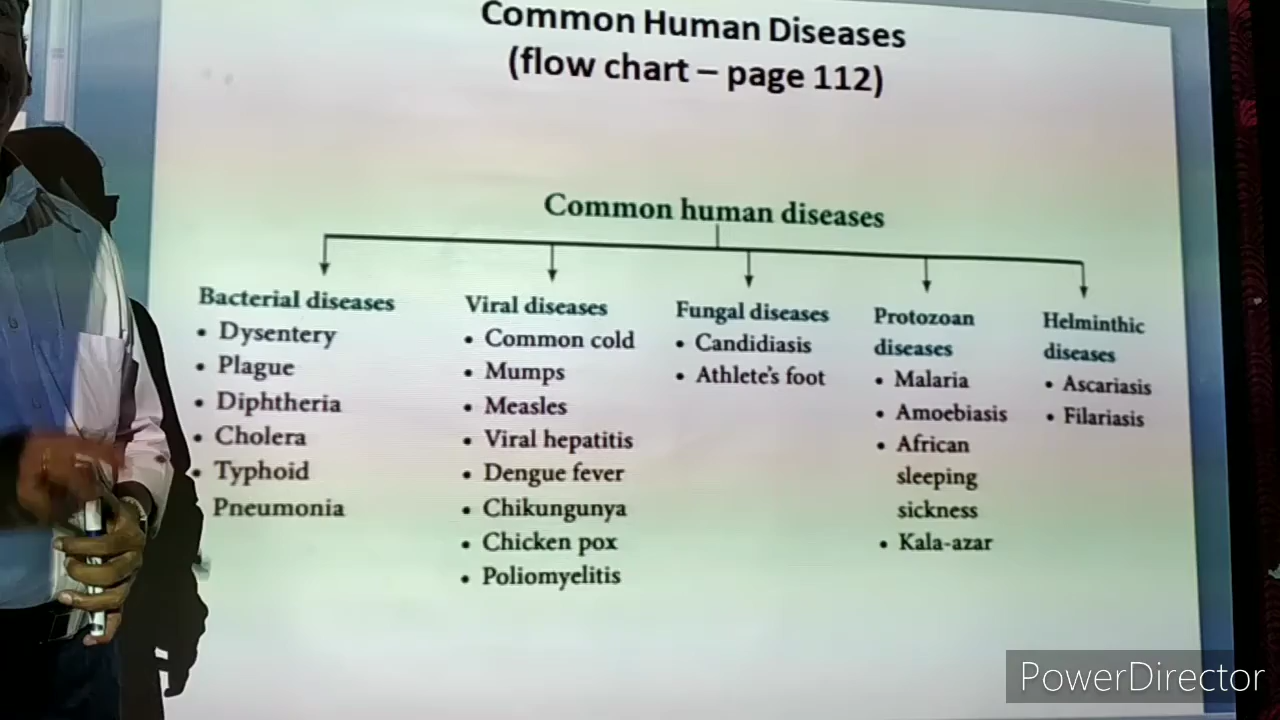 Common Human Diseases
(flow chart – page 112)
Common human diseases
Bacterial diseases
• Dysentery
• Plague
• Diphtheria
• Cholera
• Typhoid
Pneumonia
Viral diseases
• Common cold
• Mumps
• Measles
• Viral hepatitis
• Dengue fever
• Chikungunya
• Chicken pox
• Poliomyelitis
Fungal diseases
• Candidiasis
• Athlete's foot
Protozoan
diseases
• Malaria
• Amoebiasis
• African
sleeping
sickness
• Kala-azar
Helminthic
diseases
• Ascariasis
• Filariasis
PowerDirector